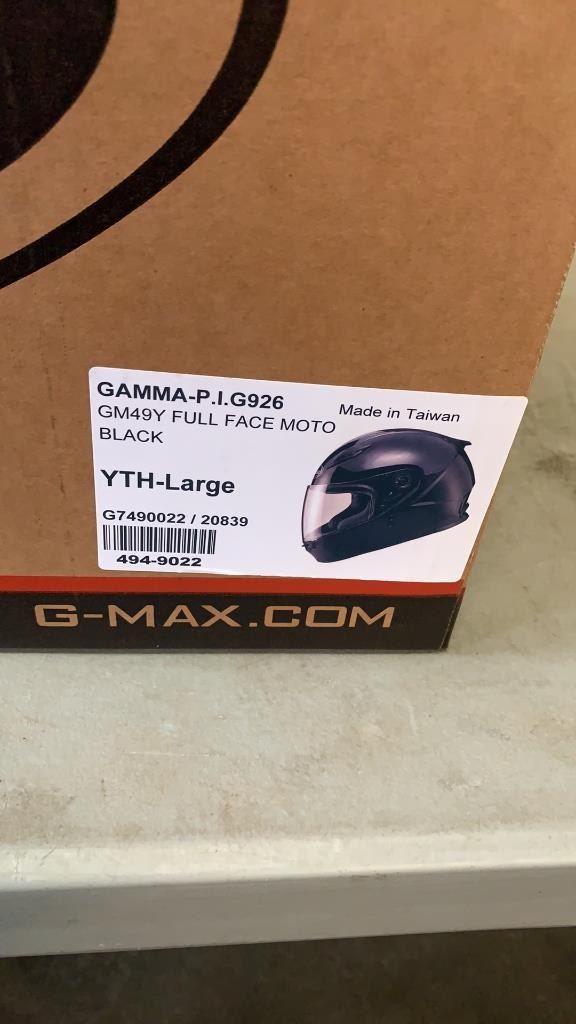 GAMMA-P.I.G926
GM49Y FULL FACE MOTO
BLACK
Made in Taiwan
YTH-Large
G7490022 / 20839
494-9022
G-MAX.COM